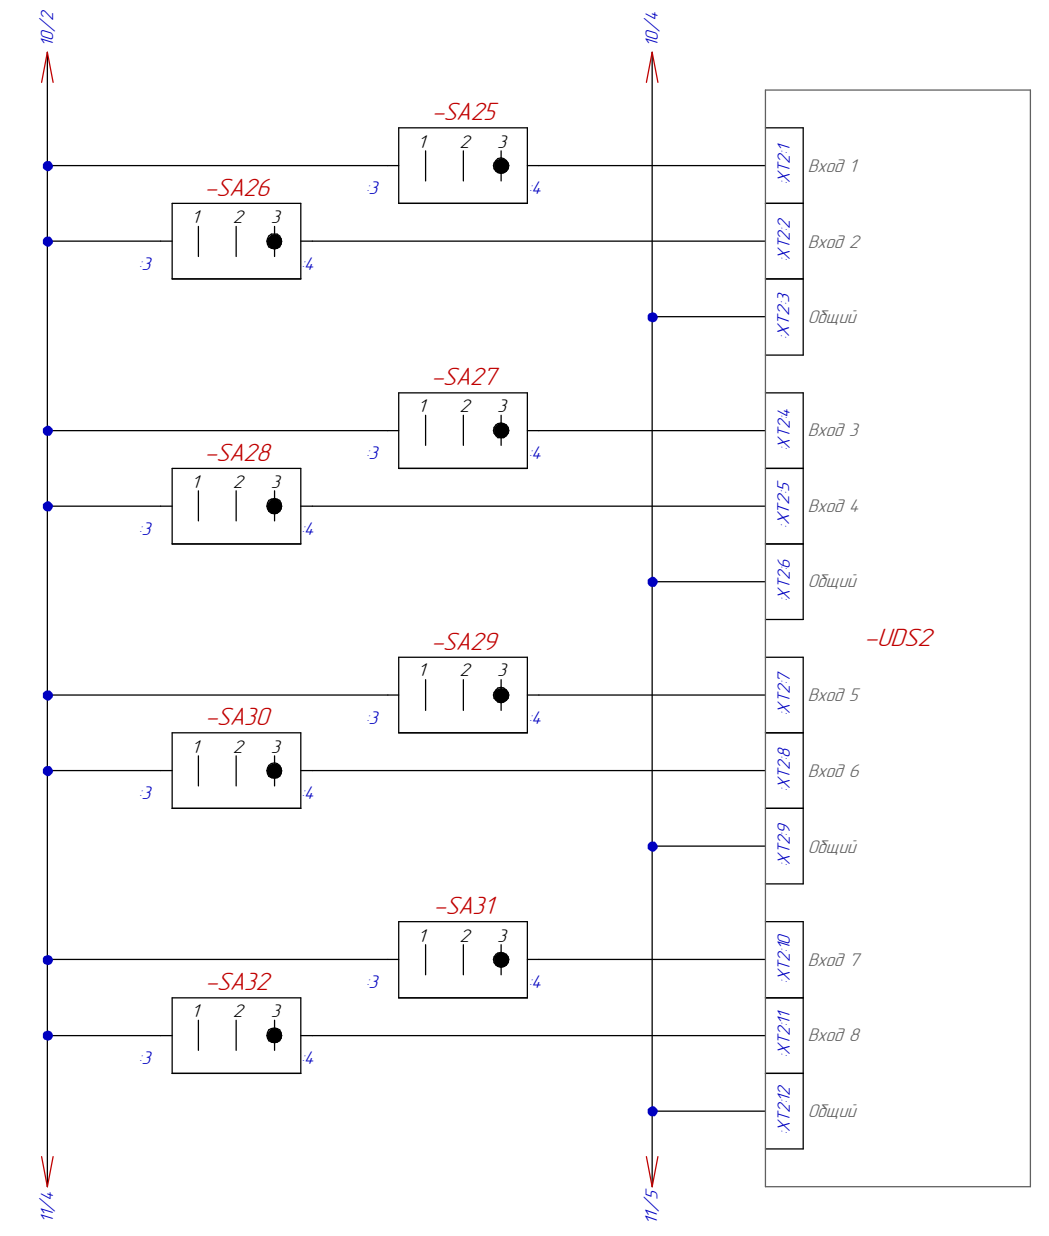 10/2
10/4
-SA25
1 2 3
:3
:4
:XT2:1
Вход 1
-SA26
1 2 3
:3
:4
:XT2:2
Вход 2
:XT2:3
Общий
-SA27
1 2 3
:3
:4
:XT2:4
Вход 3
-SA28
1 2 3
:3
:4
:XT2:5
Вход 4
:XT2:6
Общий
-UDS2
-SA29
1 2 3
:3
:4
:XT2:7
Вход 5
-SA30
1 2 3
:3
:4
:XT2:8
Вход 6
:XT2:9
Общий
-SA31
1 2 3
:3
:4
:XT2:10
Вход 7
-SA32
1 2 3
:3
:4
:XT2:11
Вход 8
:XT2:12
Общий
11/4
11/5